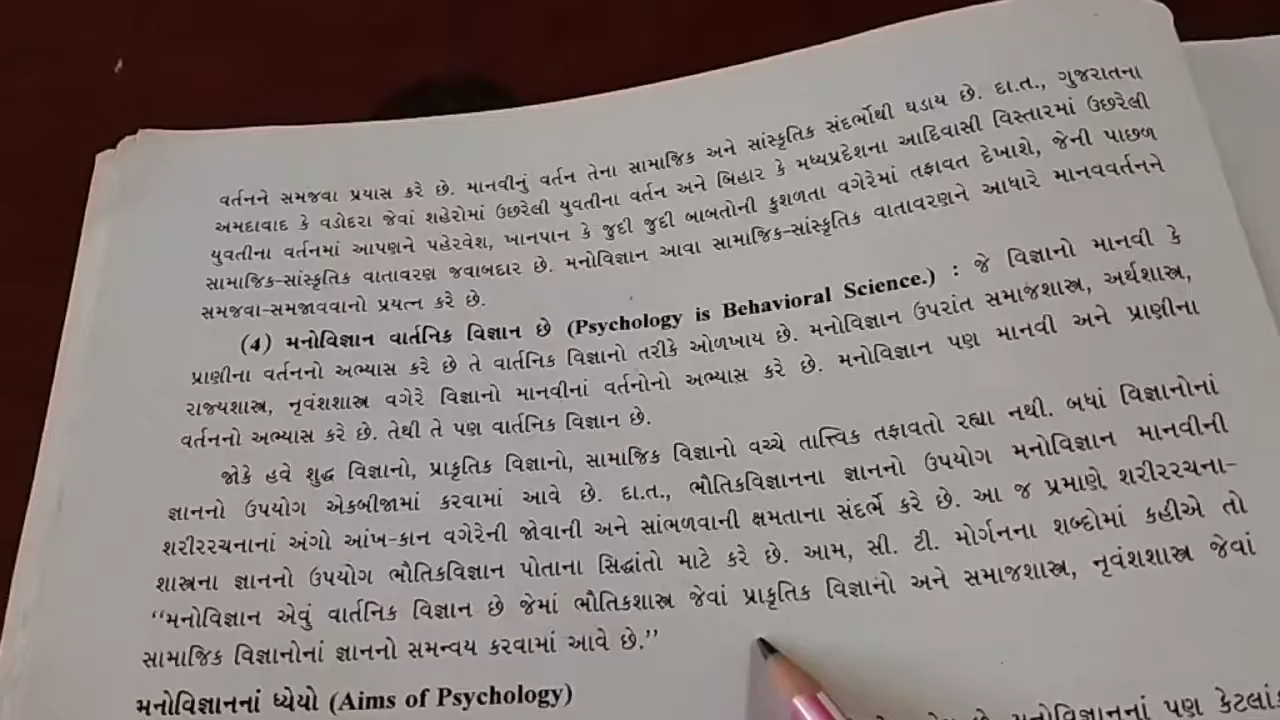 વર્તનને સમજવા પ્રયાસ કરે છે. માનવીનું વર્તન તેના સામાજિક અને સાંસ્કૃતિક સંદર્ભોથી ઘડાય છે. દા.ત., ગુજરાતના
અમદાવાદ કે વડોદરા જેવાં શહેરોમાં ઉછરેલી યુવતીના વર્તન અને બિહાર કે મધ્યપ્રદેશના આદિવાસી વિસ્તારમાં ઉછરેલી
યુવતીના વર્તનમાં આપણને પહેરવેશ, ખાનપાન કે જુદી જુદી બાબતોની કુશળતા વગેરેમાં તફાવત દેખાશે, જેની પાછળ
સામાજિક-સાંસ્કૃતિક વાતાવરણ જવાબદાર છે. મનોવિજ્ઞાન આવા સામાજિક-સાંસ્કૃતિક વાતાવરણને આધારે માનવવર્તનને
સમજવા-સમજાવવાનો પ્રયત્ન કરે છે.
(4) મનોવિજ્ઞાન વાર્તનિક વિજ્ઞાન છે (Psychology is Behavioral Science.) : જે વિજ્ઞાનો માનવી કે
પ્રાણીના વર્તનનો અભ્યાસ કરે છે તે વાર્તનિક વિજ્ઞાનો તરીકે ઓળખાય છે. મનોવિજ્ઞાન ઉપરાંત સમાજશાસ્ત્ર, અર્થશાસ્ત્ર,
રાજ્યશાસ્ત્ર, નૃવંશશાસ્ત્ર વગેરે વિજ્ઞાનો માનવીનાં વર્તનોનો અભ્યાસ કરે છે. મનોવિજ્ઞાન પણ માનવી અને પ્રાણીના
વર્તનનો અભ્યાસ કરે છે. તેથી તે પણ વાર્તનિક વિજ્ઞાન છે.
જોકે હવે શુદ્ધ વિજ્ઞાનો, પ્રાકૃતિક વિજ્ઞાનો, સામાજિક વિજ્ઞાનો વચ્ચે તાત્ત્વિક તફાવતો રહ્યા નથી. બધાં વિજ્ઞાનોનાં
જ્ઞાનનો ઉપયોગ એકબીજામાં કરવામાં આવે છે. દા.ત., ભૌતિકવિજ્ઞાનના જ્ઞાનનો ઉપયોગ મનોવિજ્ઞાન માનવીની
શરીરરચનાનાં અંગો આંખ-કાન વગેરેની જોવાની અને સાંભળવાની ક્ષમતાના સંદર્ભે કરે છે. આ જ પ્રમાણે શરીરરચના-
શાસ્ત્રના જ્ઞાનનો ઉપયોગ ભૌતિકવિજ્ઞાન પોતાના સિદ્ધાંતો માટે કરે છે. આમ, સી. ટી. મોર્ગનના શબ્દોમાં કહીએ તો
“મનોવિજ્ઞાન એવું વાર્તનિક વિજ્ઞાન છે જેમાં ભૌતિકશાસ્ત્ર જેવાં પ્રાકૃતિક વિજ્ઞાનો અને સમાજશાસ્ત્ર, નૃવંશશાસ્ત્ર જેવાં
સામાજિક વિજ્ઞાનોનાં જ્ઞાનનો સમન્વય કરવામાં આવે છે.”
મનોવિજ્ઞાનનાં ધ્યેયો (Aims of Psychology)
છે. મનોવિજ્ઞાનનાં પણ કેટલાંક